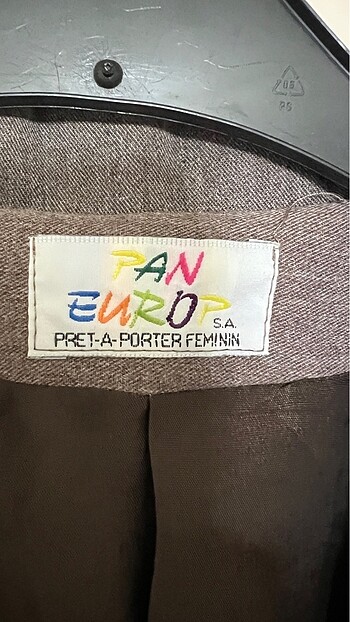 PAN
EUROP
S.A.
PRET-A-PORTER FEMININ